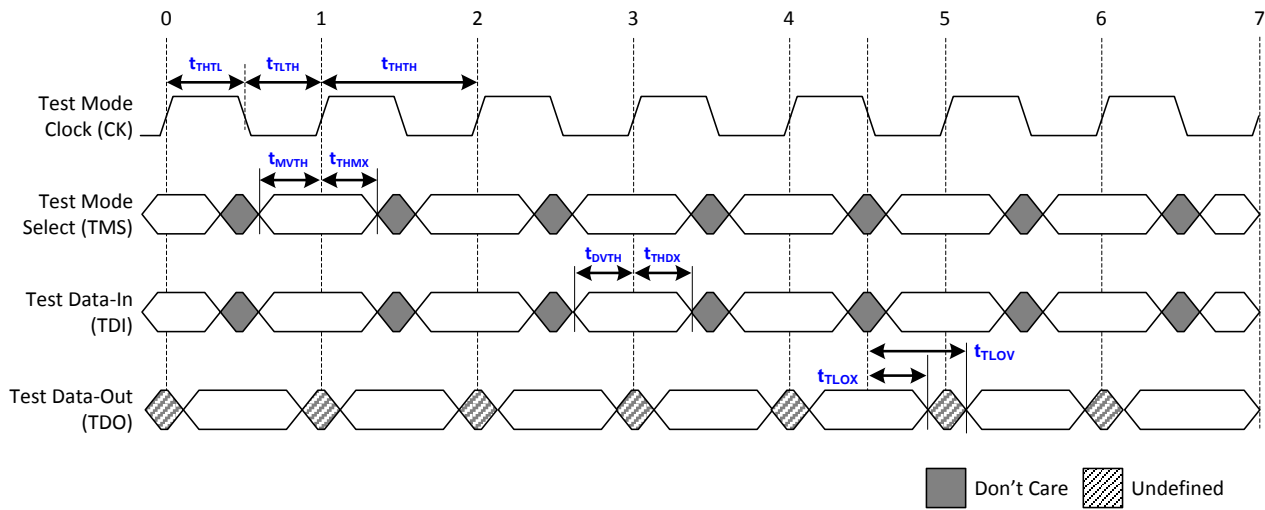 0 1 2 3 4 5 6 7
tTHTL tTLTH tTHTH
Test Mode
Clock (CK)
tMVTH tTHMX
Test Mode
Select (TMS)
tDVTH tTHDX
Test Data-In
(TDI)
tTLOV
tTLOX
Test Data-Out
(TDO)
Don't Care Undefined